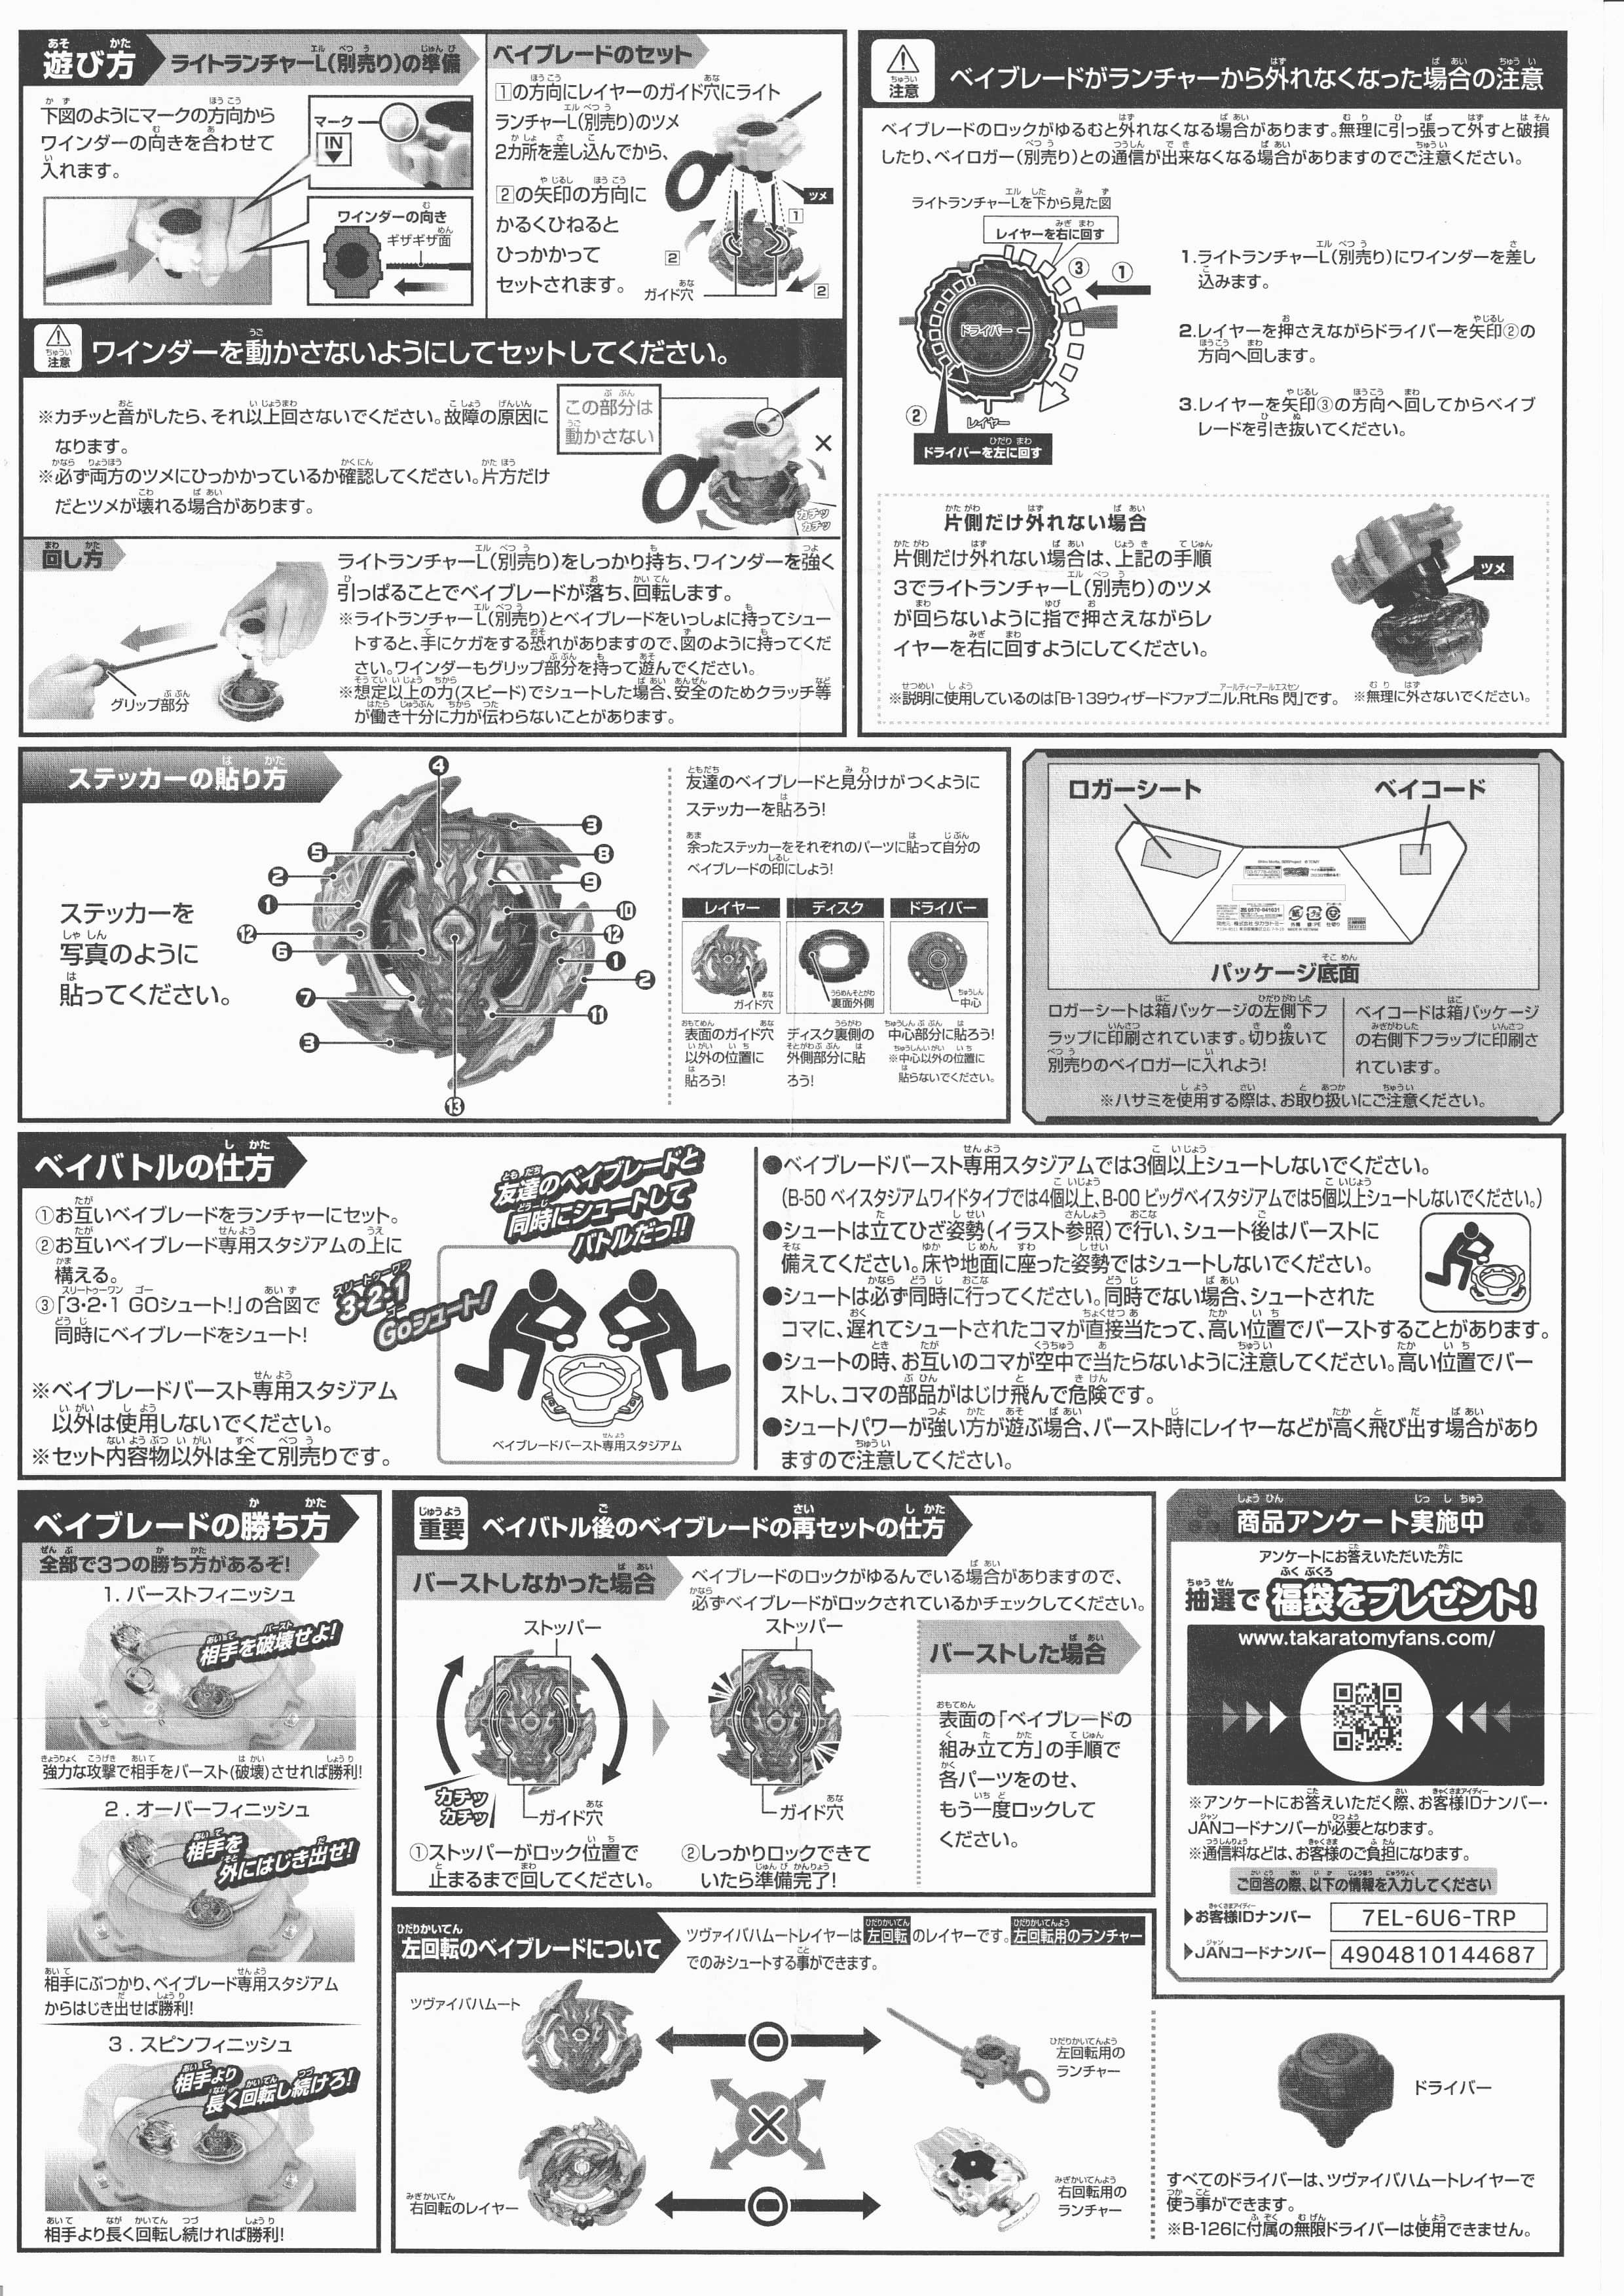 遊び方
ライトランチャーL(別売り)の準備
下図のようにマークの方向から
ワインダーの向きを合わせて
入れます。
マーク
IN
ワインダーの向き
ギザギザ面
ベイブレードのセット
1の方向にレイヤーのガイド穴にライト
ランチャーL(別売り)のツメ
2カ所を差し込んでから、
2の矢印の方向に
かるくひねると
ひっかかって
セットされます。
ツメ
1
2
2
ガイド穴
注意
ワインダーを動かさないようにしてセットしてください。
※カチッと音がしたら、それ以上回さないでください。故障の原因に
なります。
※必ず両方のツメにひっかかっているか確認してください。片方だけ
だとツメが壊れる場合があります。
この部分は
動かさない
×
カチッ
カチッ
回し方
グリップ部分
ライトランチャーL(別売り)をしっかり持ち、ワインダーを強く
引っぱることでベイブレードが落ち、回転します。
※ライトランチャーL(別売り)とベイブレードをいっしょに持ってシュー
トすると、手にケガをする恐れがありますので、図のように持ってくだ
さい。ワインダーもグリップ部分を持って遊んでください。
※想定以上の力(スピード)でシュートした場合、安全のためクラッチ等
が働き十分に力が伝わらないことがあります。
注意
ベイブレードがランチャーから外れなくなった場合の注意
ベイブレードのロックがゆるむと外れなくなる場合があります。無理に引っ張って外すと破損
したり、ベイロガー(別売り)との通信が出来なくなる場合がありますのでご注意ください。
ライトランチャーLを下から見た図
レイヤーを右に回す
③
①
ドライバー
②
レイヤー
ドライバーを左に回す
1.ライトランチャーL(別売り)にワインダーを差し
込みます。
2.レイヤーを押さえながらドライバーを矢印②の
方向へ回します。
3.レイヤーを矢印③の方向へ回してからベイブ
レードを引き抜いてください。
片側だけ外れない場合
片側だけ外れない場合は、上記の手順
3でライトランチャーL(別売り)のツメ
が回らないように指で押さえながらレ
イヤーを右に回すようにしてください。
ツメ
※説明に使用しているのは「B-139ウィザードファブニル.Rt.Rs 閃」です。
※無理に外さないでください。
ステッカーの貼り方
ステッカーを
写真のように
貼ってください。
❹
❸
❺
❽
❷
❾
❶
❿
⓬
⓬
❻
❶
❷
❼
⓫
❸
⓭
友達のベイブレードと見分けがつくように
ステッカーを貼ろう!
余ったステッカーをそれぞれのパーツに貼って自分の
ベイブレードの印にしよう!
レイヤー
ディスク
ドライバー
ガイド穴
裏面外側
中心
表面のガイド穴
以外の位置に
貼ろう!
ディスク裏側の
外側部分に貼
ろう!
中心部分に貼ろう!
※中心以外の位置に
貼らないでください。
ロガーシート
ベイコード
パッケージ底面
ロガーシートは箱パッケージの左側下フ
ラップに印刷されています。切り抜いて
別売りのベイロガーに入れよう!
ベイコードは箱パッケージ
の右側下フラップに印刷さ
れています。
※ハサミを使用する際は、お取り扱いにご注意ください。
ベイバトルの仕方
①お互いベイブレードをランチャーにセット。
②お互いベイブレード専用スタジアムの上に
構える。
③「3・2・1 GOシュート!」の合図で
同時にベイブレードをシュート!
※ベイブレードバースト専用スタジアム
以外は使用しないでください。
※セット内容物以外は全て別売りです。
友達のベイブレードと
同時にシュートして
バトルだっ!!
3・2・1
Goシュート!
ベイブレードバースト専用スタジアム
●ベイブレードバースト専用スタジアムでは3個以上シュートしないでください。
(B-50 ベイスタジアムワイドタイプでは4個以上、B-00 ビッグベイスタジアムでは5個以上シュートしないでください。)
●シュートは立てひざ姿勢(イラスト参照)で行い、シュート後はバーストに
備えてください。床や地面に座った姿勢ではシュートしないでください。
●シュートは必ず同時に行ってください。同時でない場合、シュートされた
コマに、遅れてシュートされたコマが直接当たって、高い位置でバーストすることがあります。
●シュートの時、お互いのコマが空中で当たらないように注意してください。高い位置でバー
ストし、コマの部品がはじけ飛んで危険です。
●シュートパワーが強い方が遊ぶ場合、バースト時にレイヤーなどが高く飛び出す場合があり
ますので注意してください。
ベイブレードの勝ち方
全部で3つの勝ち方があるぞ!
1. バーストフィニッシュ
相手を破壊せよ!
強力な攻撃で相手をバースト(破壊)させれば勝利!
2. オーバーフィニッシュ
相手を
外にはじき出せ!
相手にぶつかり、ベイブレード専用スタジアム
からはじき出せば勝利!
3. スピンフィニッシュ
相手より
長く回転し続けろ!
相手より長く回転し続ければ勝利!
重要
ベイバトル後のベイブレードの再セットの仕方
バーストしなかった場合
ベイブレードのロックがゆるんでいる場合がありますので、
必ずベイブレードがロックされているかチェックしてください。
ストッパー
カチッ
カチッ
ガイド穴
①ストッパーがロック位置で
止まるまで回してください。
ストッパー
ガイド穴
②しっかりロックできて
いたら準備完了!
バーストした場合
表面の「ベイブレードの
組み立て方」の手順で
各パーツをのせ、
もう一度ロックして
ください。
商品アンケート実施中
アンケートにお答えいただいた方に
抽選で福袋をプレゼント!
www.takaratomyfans.com/
※アンケートにお答えいただく際、お客様IDナンバー・
JANコードナンバーが必要となります。
※通信料などは、お客様のご負担になります。
ご回答の際、以下の情報を入力してください
▶お客様IDナンバー 7EL-6U6-TRP
▶JANコードナンバー 4904810144687
左回転のベイブレードについて
ツヴァイバハムートレイヤーは左回転のレイヤーです。左回転用のランチャー
でのみシュートする事ができます。
ツヴァイバハムート
左回転用の
ランチャー
右回転のレイヤー
右回転用の
ランチャー
ドライバー
すべてのドライバーは、ツヴァイバハムートレイヤーで
使う事ができます。
※B-126に付属の無限ドライバーは使用できません。